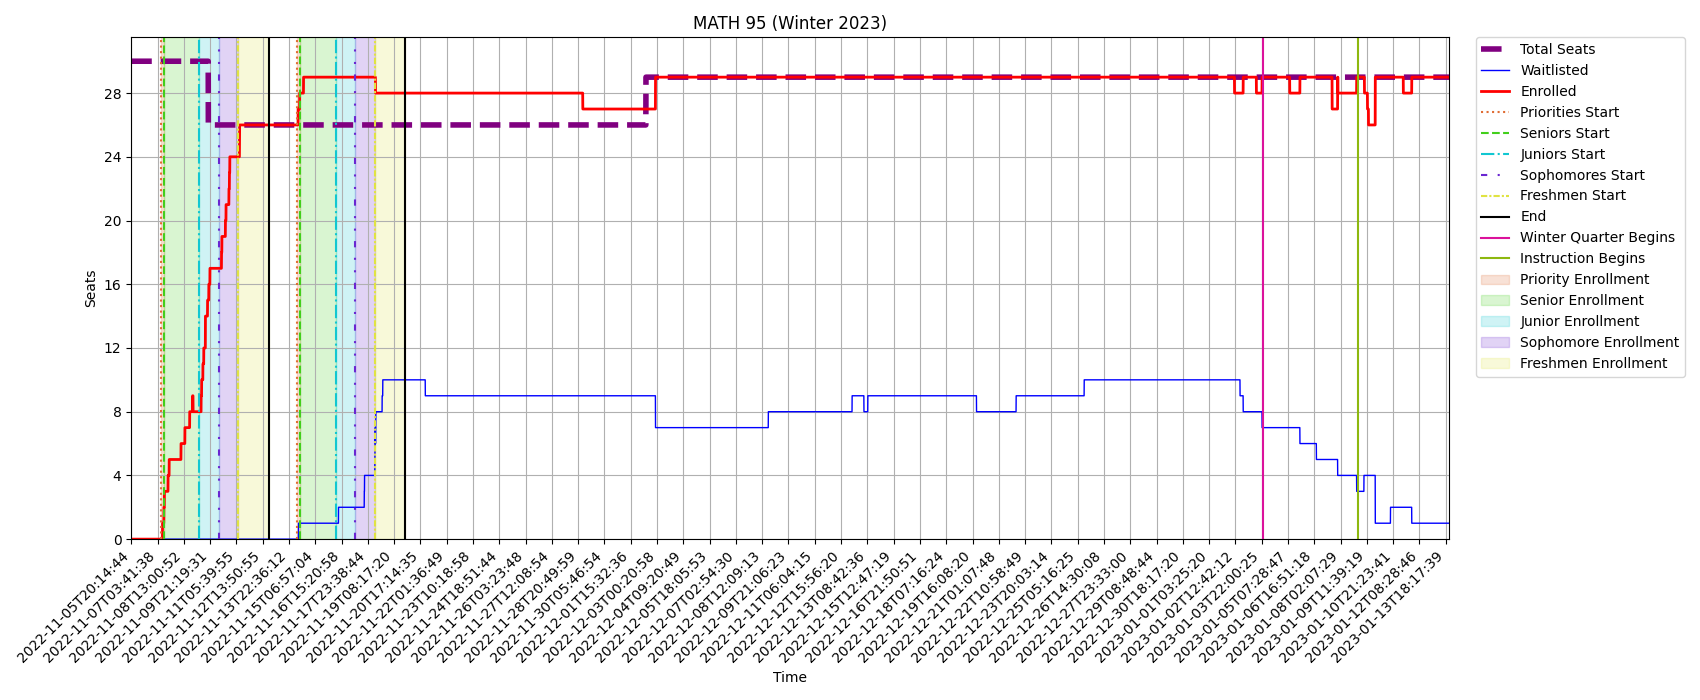 MATH 95 (Winter 2023)
Seats
28
24
20
16
12
8
4
0
2022-11-05T20:14:44
2022-11-07T03:41:38
2022-11-08T13:00:52
2022-11-09T21:19:31
2022-11-11T05:39:55
2022-11-12T13:50:55
2022-11-13T22:36:12
2022-11-15T06:57:04
2022-11-16T15:20:58
2022-11-17T23:38:44
2022-11-19T08:17:20
2022-11-20T17:14:35
2022-11-22T01:36:49
2022-11-23T10:18:58
2022-11-24T18:51:44
2022-11-26T03:23:48
2022-11-27T12:08:54
2022-11-28T20:49:59
2022-11-30T05:46:54
2022-12-01T15:32:36
2022-12-03T00:20:58
2022-12-04T09:20:49
2022-12-05T18:05:53
2022-12-07T02:54:30
2022-12-08T12:09:13
2022-12-09T21:06:23
2022-12-11T06:04:15
2022-12-12T15:56:20
2022-12-13T08:42:36
2022-12-15T12:47:19
2022-12-16T21:50:51
2022-12-18T07:16:24
2022-12-19T16:08:20
2022-12-21T01:07:48
2022-12-22T10:58:49
2022-12-23T20:03:14
2022-12-25T05:16:25
2022-12-26T14:30:08
2022-12-27T23:33:00
2022-12-29T08:48:44
2022-12-30T18:17:20
2023-01-01T03:25:20
2023-01-02T12:42:12
2023-01-03T22:00:25
2023-01-05T07:28:47
2023-01-06T16:51:18
2023-01-08T02:07:29
2023-01-09T11:39:19
2023-01-10T21:23:41
2023-01-12T08:28:46
2023-01-13T18:17:39
Time
Total Seats
Waitlisted
Enrolled
Priorities Start
Seniors Start
Juniors Start
Sophomores Start
Freshmen Start
End
Winter Quarter Begins
Instruction Begins
Priority Enrollment
Senior Enrollment
Junior Enrollment
Sophomore Enrollment
Freshmen Enrollment